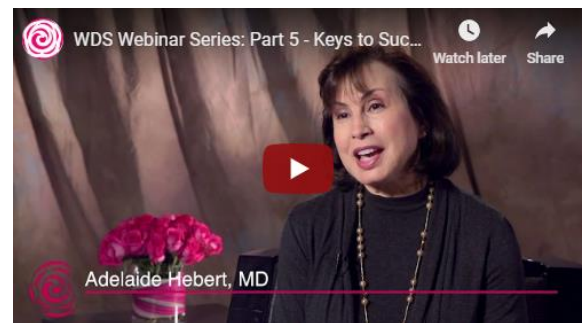 WDS Webinar Series: Part 5 - Keys to Suc...
Watch later
Share
Adelaide Hebert, MD